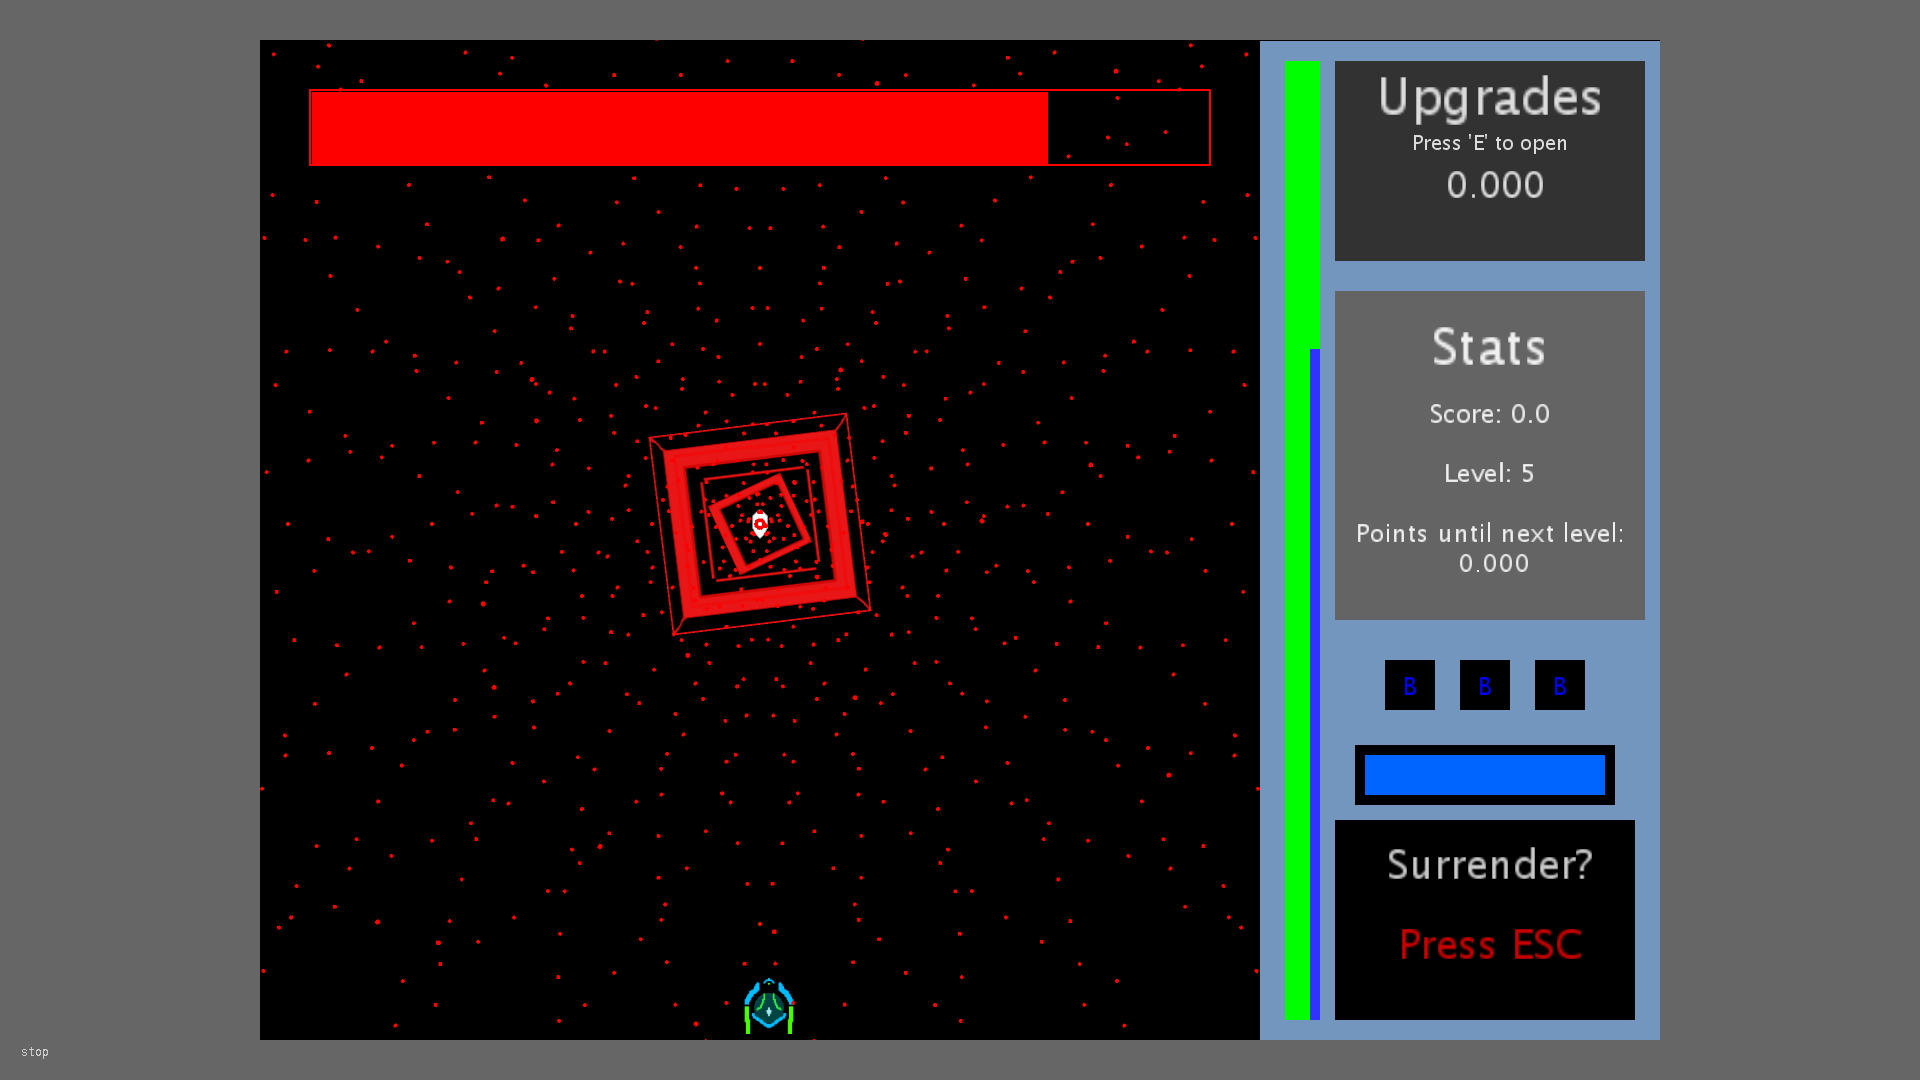 Upgrades
Press 'E' to open
0.000
Stats
Score: 0.0
Level: 5
Points until next level:
0.000
B B B
Surrender?
Press ESC
stop